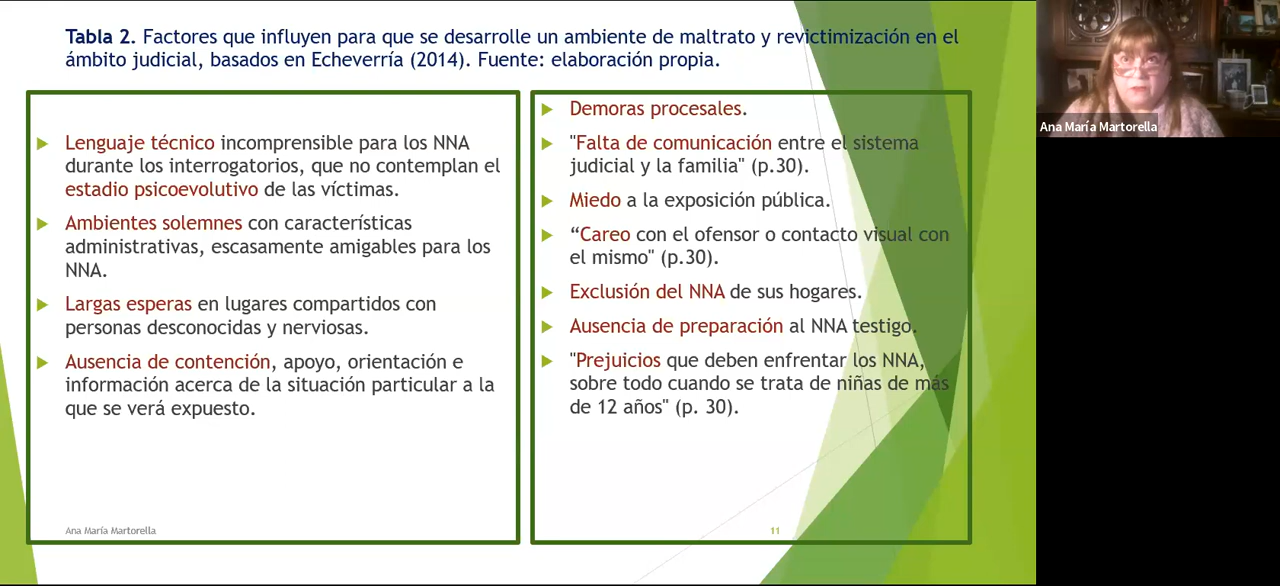 Tabla 2. Factores que influyen para que se desarrolle un ambiente de maltrato y revictimización en el
ámbito judicial, basados en Echeverría (2014). Fuente: elaboración propia.
Lenguaje técnico incomprensible para los NNA
durante los interrogatorios, que no contemplan el
estadio psicoevolutivo de las víctimas.
Ambientes solemnes con características
administrativas, escasamente amigables para los
NNA.
Largas esperas en lugares compartidos con
personas desconocidas y nerviosas.
Ausencia de contención, apoyo, orientación e
información acerca de la situación particular a la
que se verá expuesto.
Demoras procesales.
"Falta de comunicación entre el sistema
judicial y la familia" (p.30).
Miedo a la exposición pública.
“Careo con el ofensor o contacto visual con
el mismo" (p.30).
Exclusión del NNA de sus hogares.
Ausencia de preparación al NNA testigo.
"Prejuicios que deben enfrentar los NNA,
sobre todo cuando se trata de niñas de más
de 12 años" (p. 30).
Ana María Martorella
11
Ana María Martorella